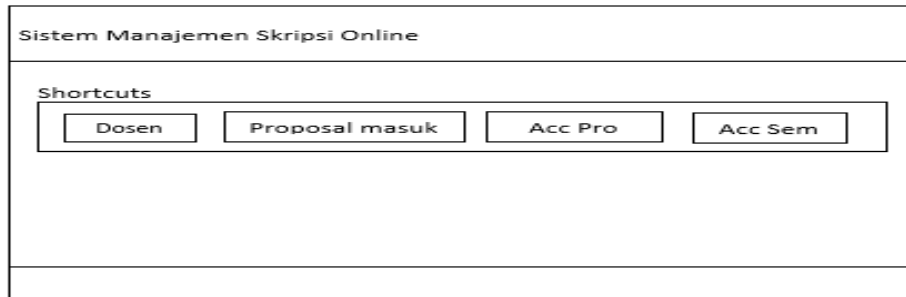 Sistem Manajemen Skripsi Online
Shortcuts
Dosen Proposal masuk Acc Pro Acc Sem